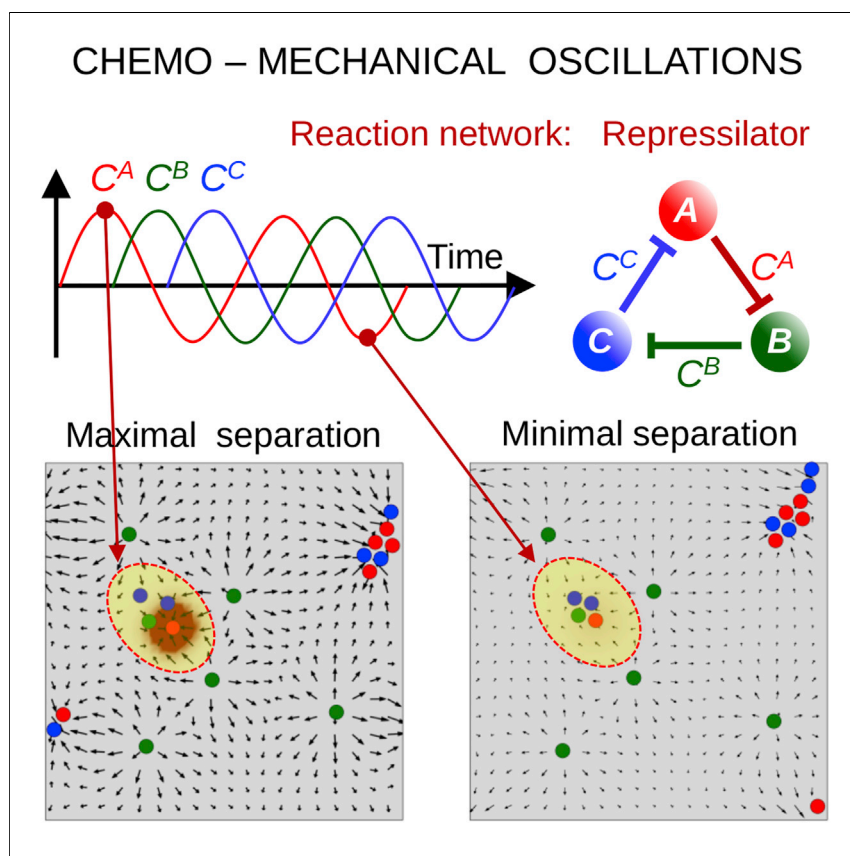 CHEMO – MECHANICAL OSCILLATIONS
Reaction network: Repressilator
C^A C^B C^C
Time
A
C^C
C^A
C
B
C^B
Maximal separation
Minimal separation